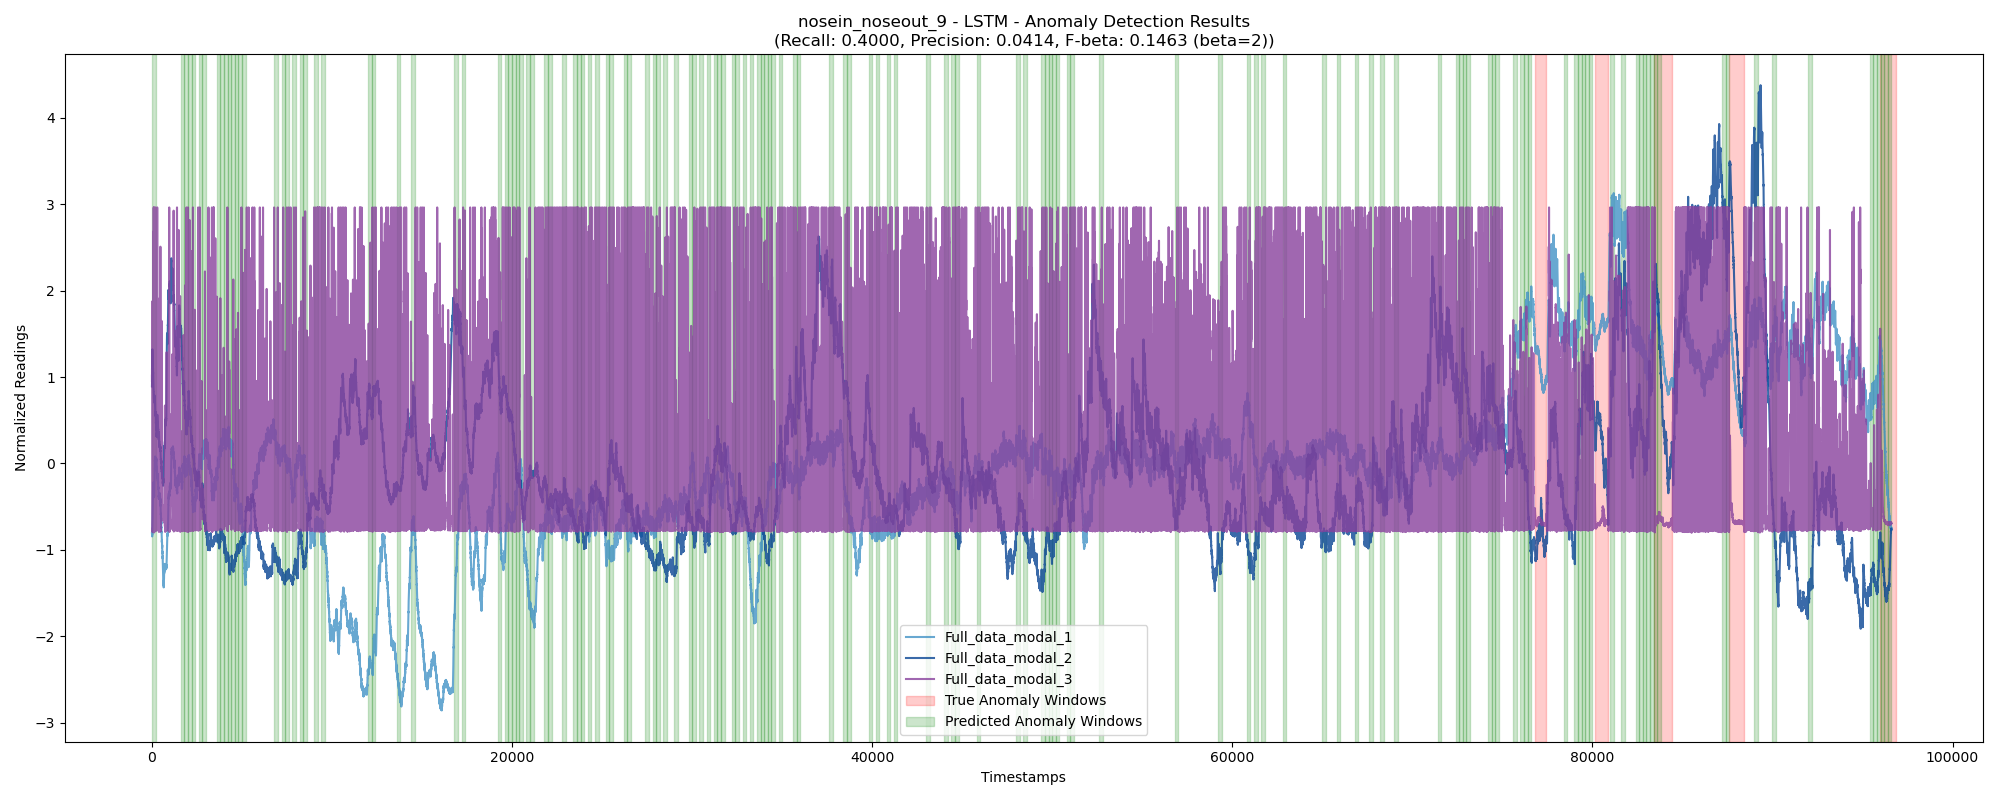 nosein_noseout_9 - LSTM - Anomaly Detection Results
(Recall: 0.4000, Precision: 0.0414, F-beta: 0.1463 (beta=2))
Normalized Readings
4
3
2
1
0
−1
−2
−3
Full_data_modal_1
Full_data_modal_2
Full_data_modal_3
True Anomaly Windows
Predicted Anomaly Windows
0 20000 40000 60000 80000 100000
Timestamps